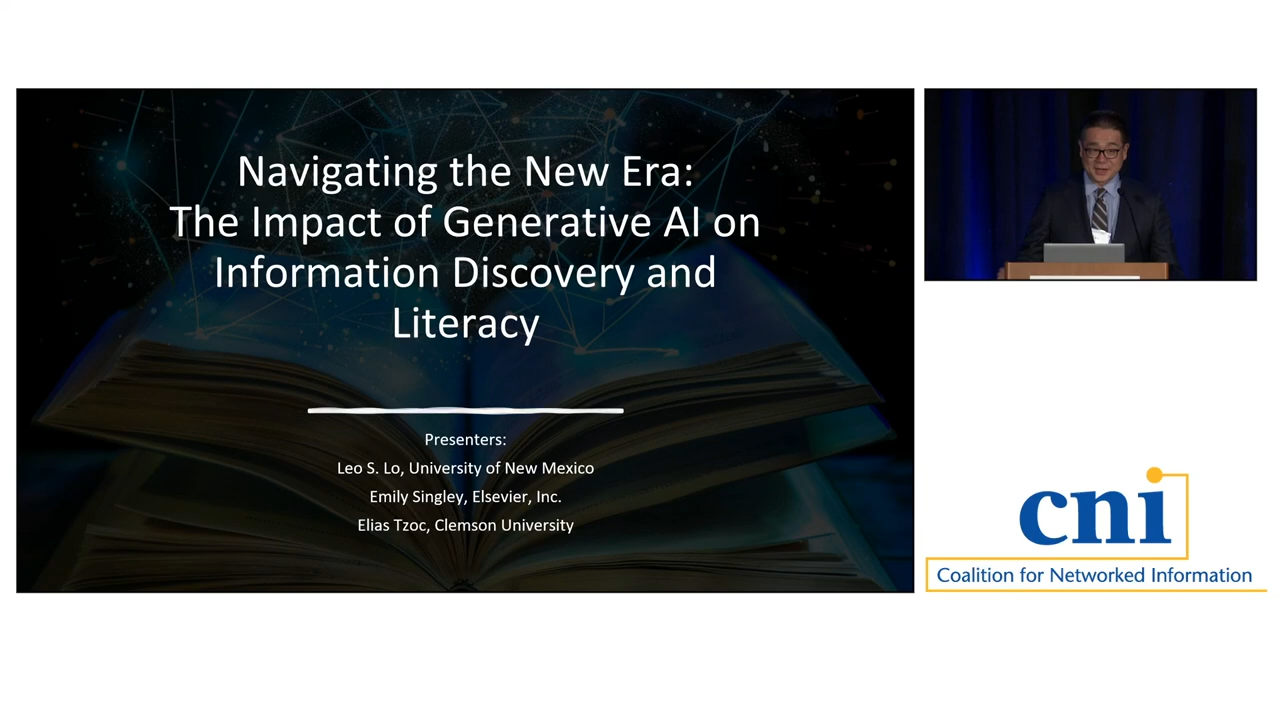 Navigating the New Era:
The Impact of Generative AI on
Information Discovery and
Literacy
Presenters:
Leo S. Lo, University of New Mexico
Emily Singley, Elsevier, Inc.
Elias Tzoc, Clemson University
cni
Coalition for Networked Information